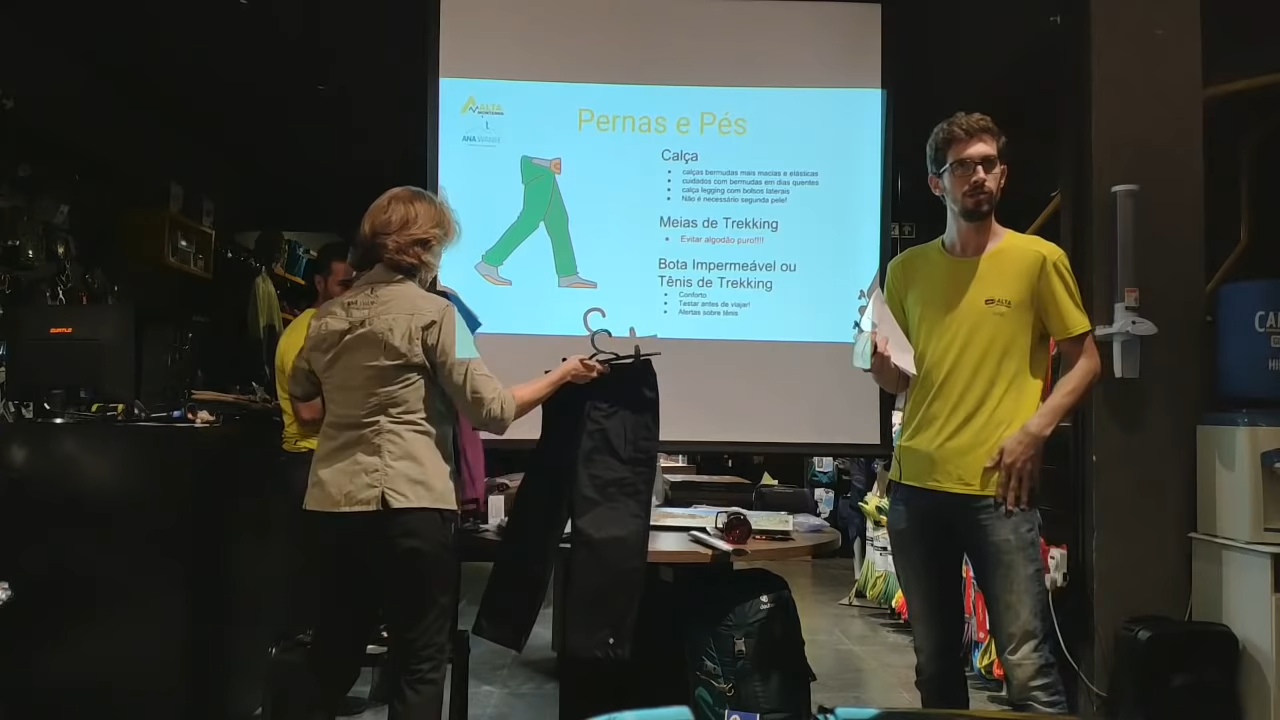 ALTA
MONTANHA
ANA WANKE
Pernas e Pés
Calça
calças bermudas mais macias e elásticas
cuidados com bermudas em dias quentes
calça legging com bolsos laterais
Não é necessário segunda pele!
Meias de Trekking
Evitar algodão puro!!!!
Bota Impermeável ou
Tênis de Trekking
Conforto
Testar antes de viajar!
Alertas sobre tênis
CURTLO
ALTA
deuter